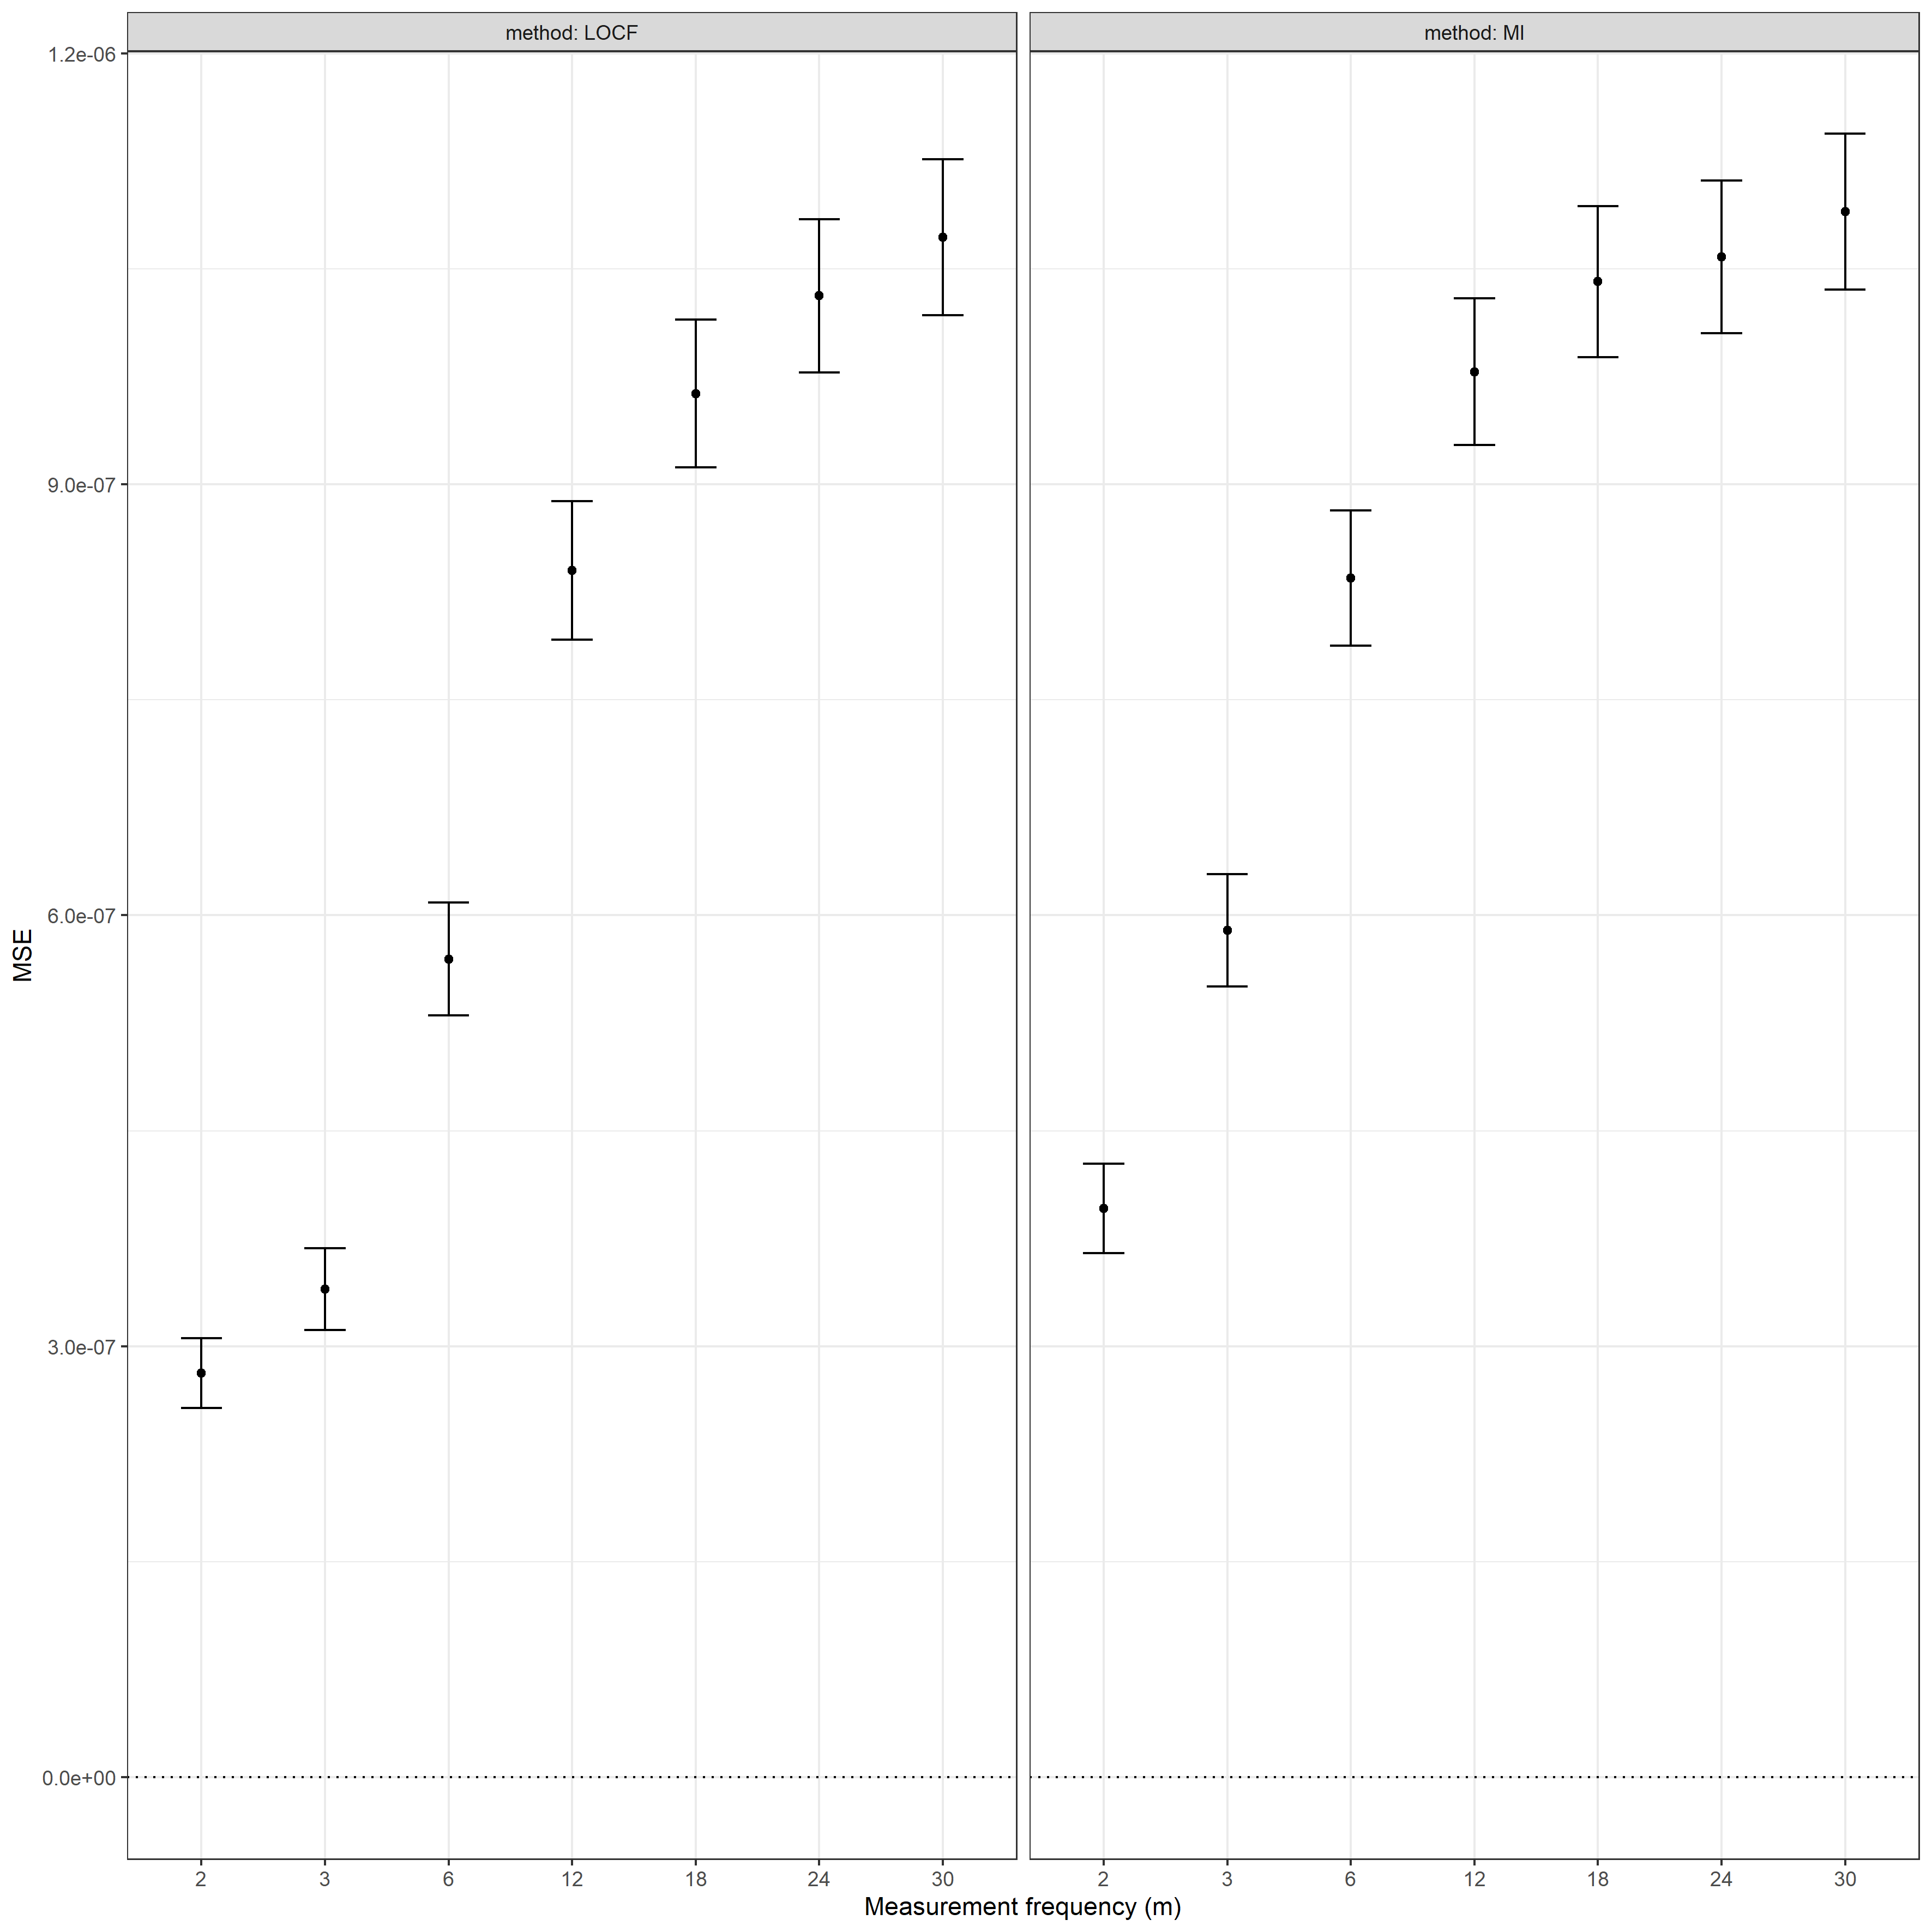 method: LOCF
method: MI
1.2e-06
9.0e-07
6.0e-07
3.0e-07
0.0e+00
MSE
2 3 6 12 18 24 30
2 3 6 12 18 24 30
Measurement frequency (m)